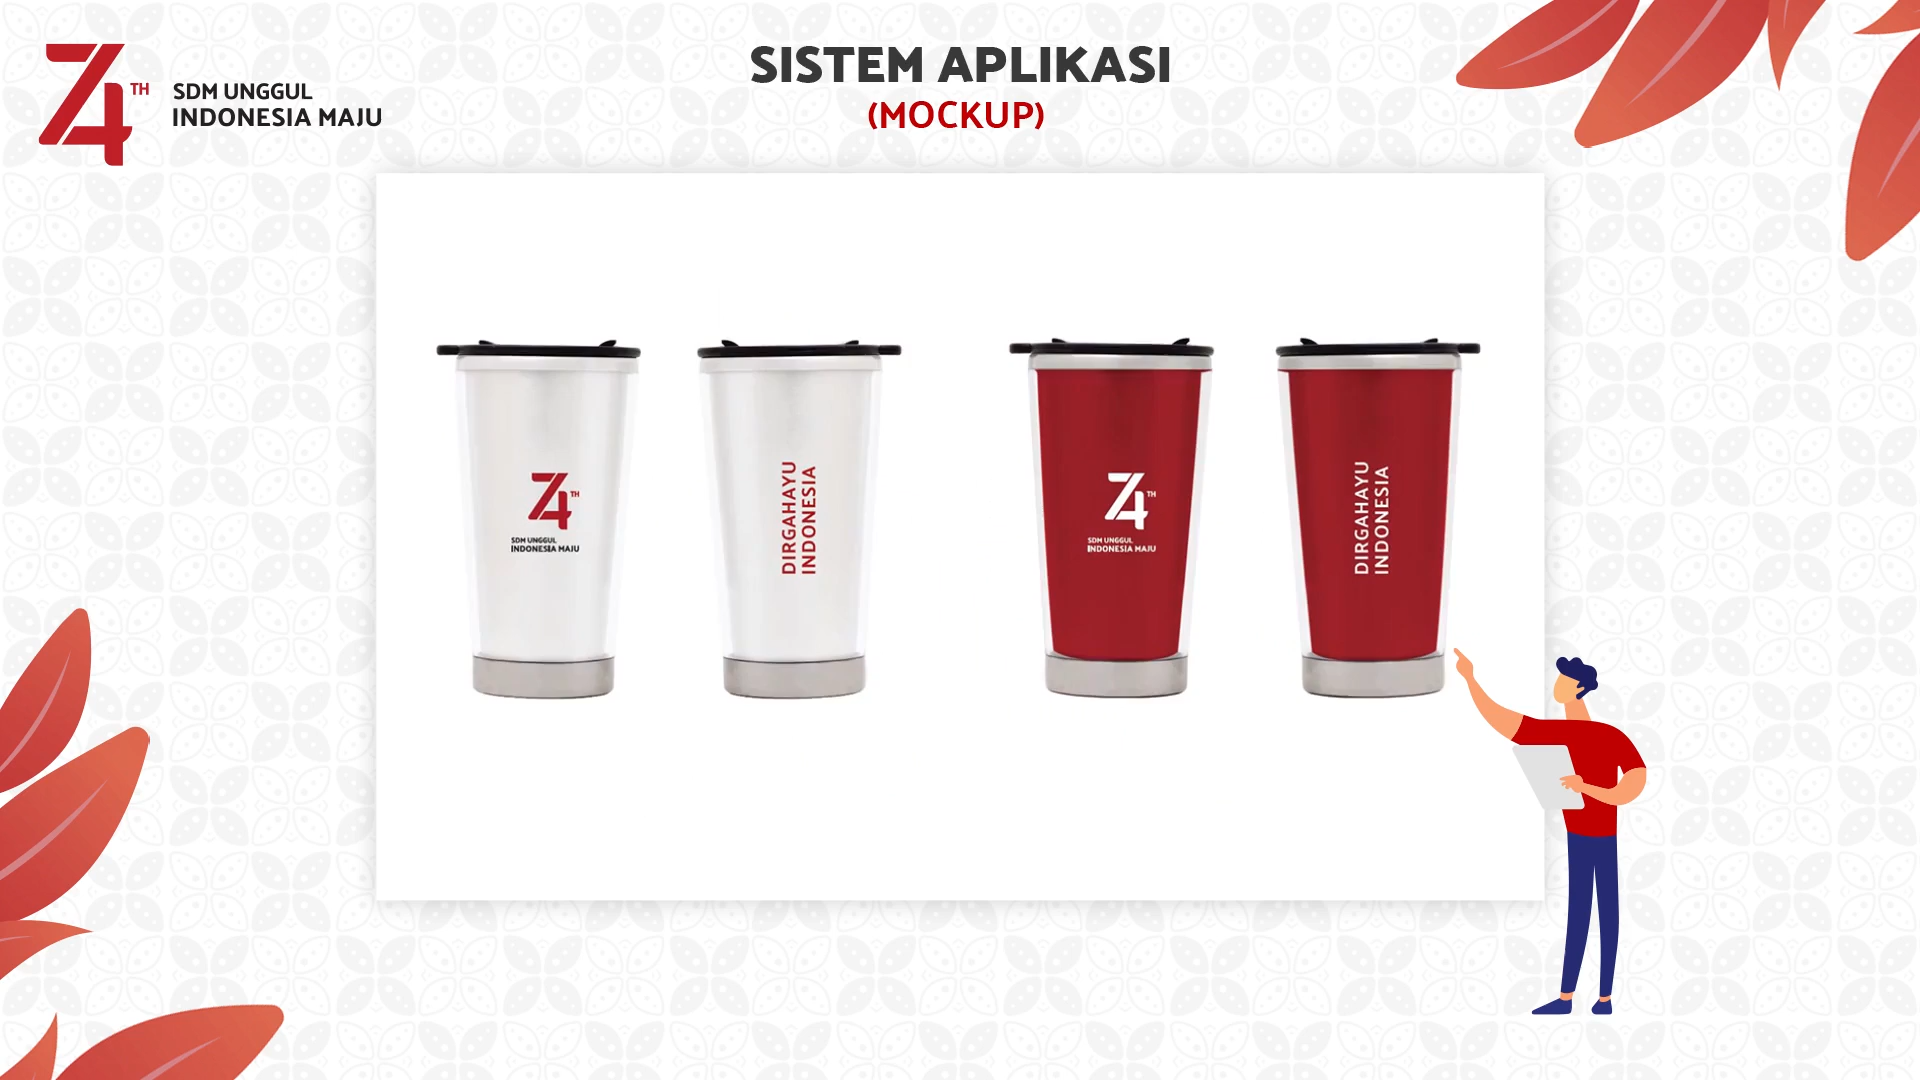 74TH
SDM UNGGUL
INDONESIA MAJU
SISTEM APLIKASI
(MOCKUP)
74TH
SDM UNGGUL
INDONESIA MAJU
DIRGAHAYU
INDONESIA
74TH
SDM UNGGUL
INDONESIA MAJU
DIRGAHAYU
INDONESIA